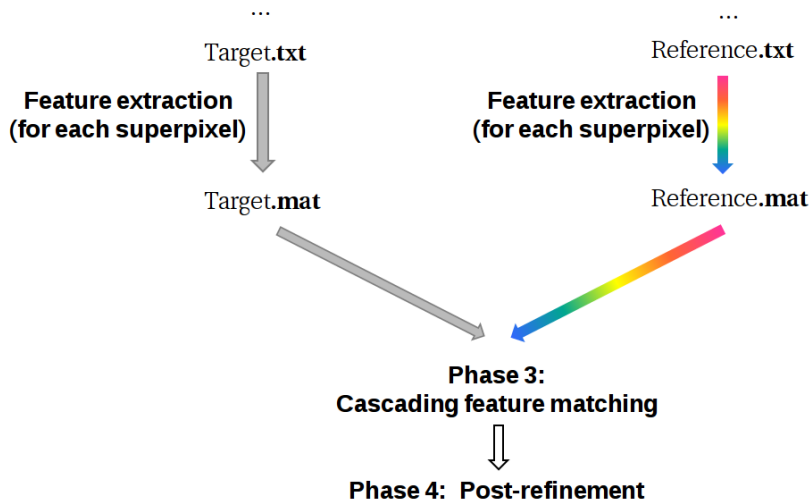 ...
...
Target.txt
Reference.txt
Feature extraction
(for each superpixel)
Feature extraction
(for each superpixel)
Target.mat
Reference.mat
Phase 3:
Cascading feature matching
Phase 4: Post-refinement